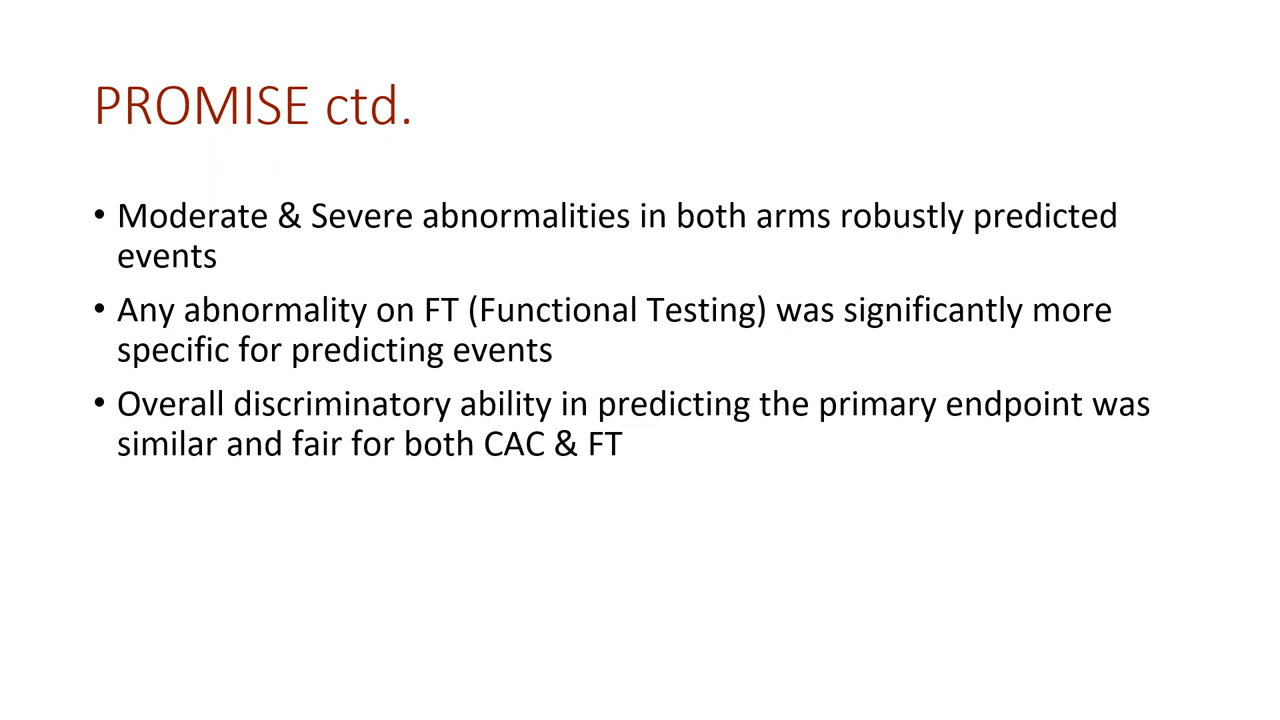 PROMISE ctd.
• Moderate & Severe abnormalities in both arms robustly predicted
events
• Any abnormality on FT (Functional Testing) was significantly more
specific for predicting events
• Overall discriminatory ability in predicting the primary endpoint was
similar and fair for both CAC & FT